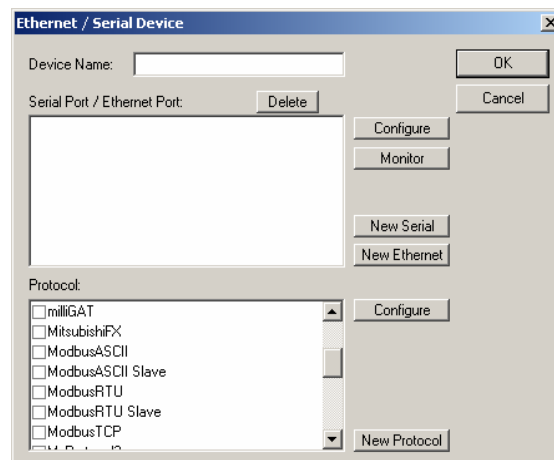 Ethernet / Serial Device
Device Name:
OK
Cancel
Serial Port / Ethernet Port:
Delete
Configure
Monitor
New Serial
New Ethernet
Protocol:
milliGAT
MitsubishiFX
ModbusASCII
ModbusASCII Slave
ModbusRTU
ModbusRTU Slave
ModbusTCP
Configure
New Protocol